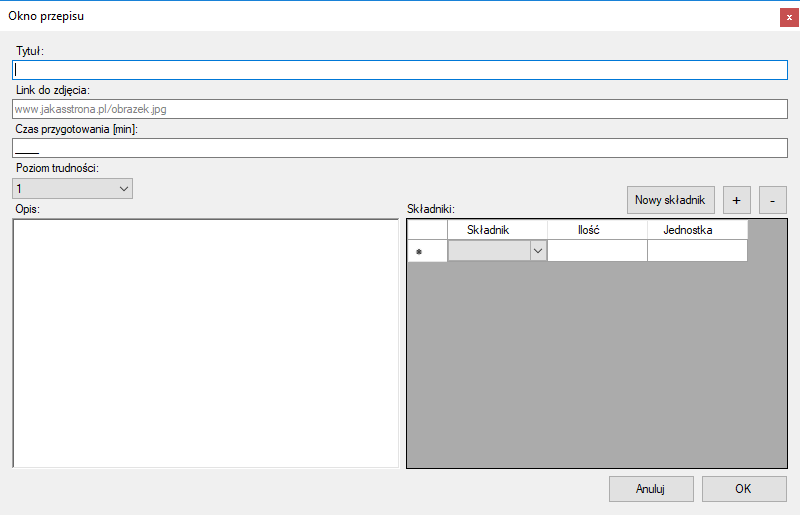 Okno przepisu
x
Tytuł:
Link do zdjęcia:
www.jakasstrona.pl/obrazek.jpg
Czas przygotowania [min]:
___
Poziom trudności:
1
Nowy składnik + -
Opis:
Składniki:
Składnik Ilość Jednostka
*
Anuluj OK